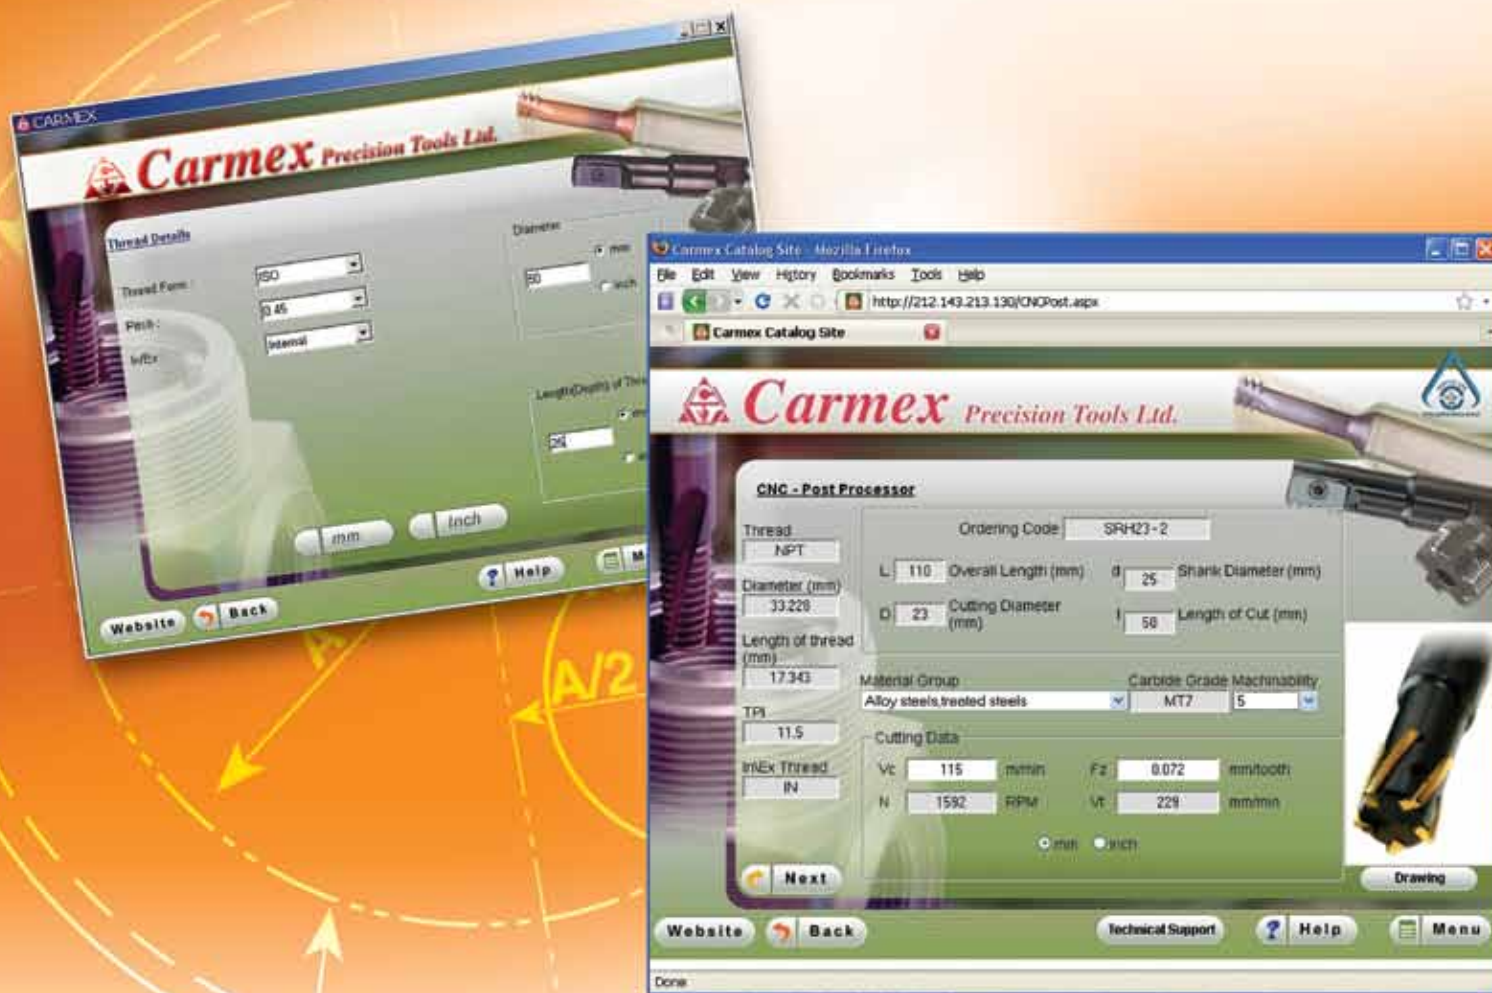 CARMEX
Carmex Precision Tools Ltd.
Thread Details
Thread Form :
ISO
Pitch :
0.45
In/Ex
Internal
Diameter
mm
inch
Length(Depth) of
mm
mm
Inch
Website
Back
Help
Carmex Catalog Site - Mozilla Firefox
File Edit View History Bookmarks Tools Help
http://212.143.213.130/CNCPost.aspx
Carmex Catalog Site
Carmex Precision Tools Ltd.
CNC - Post Processor
Thread
NPT
Diameter (mm)
33.228
Length of thread
(mm)
17.343
TPI
11.5
In\Ex Thread
IN
Ordering Code SRH23-2
L 110 Overall Length (mm) d 25 Shank Diameter (mm)
D 23 Cutting Diameter (mm) l 50 Length of Cut (mm)
Material Group Carbide Grade Machinability
Alloy steels,treated steels MT7 5
Cutting Data
Vc 115 m/min Fz 0.072 mm/tooth
N 1592 RPM Vt 229 mm/min
mm inch
Next
Drawing
Website Back Technical Support Help Menu
Done
A
A/2